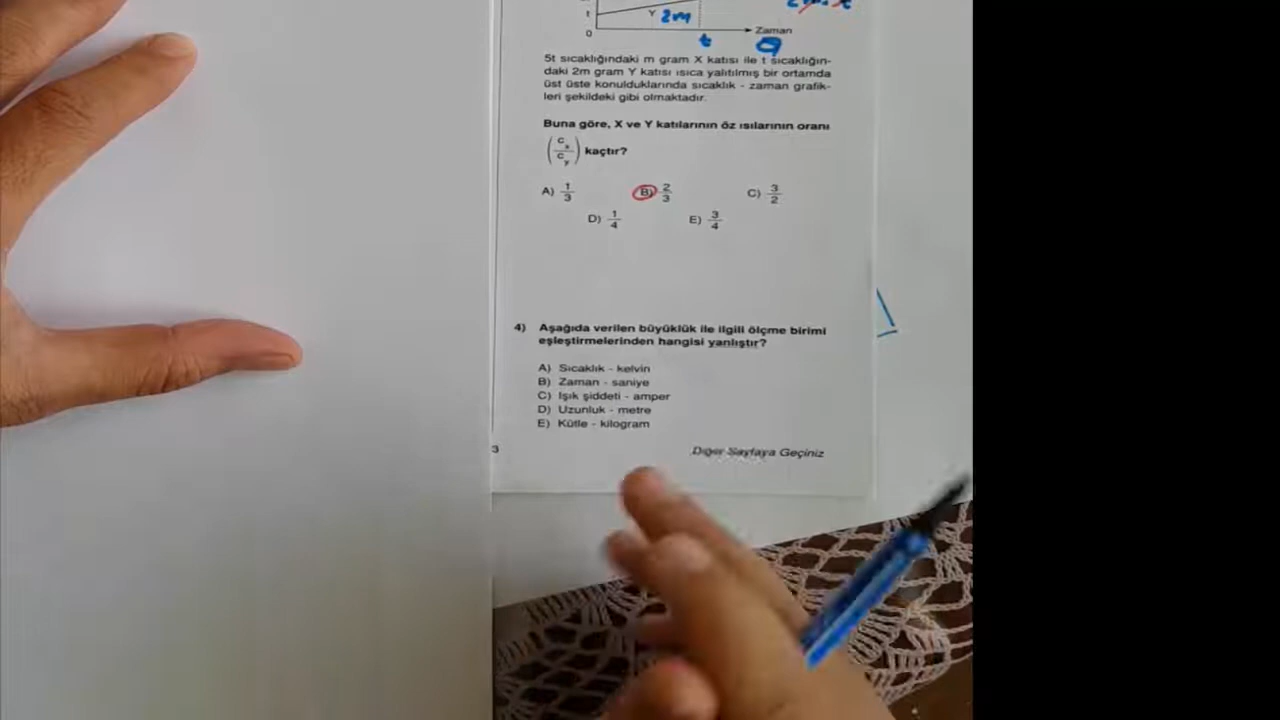 t
Y 2m
0
Zaman
t
Q
5t sıcaklığındaki m gram X katısı ile t sıcaklığın-
daki 2m gram Y katısı ısıca yalıtılmış bir ortamda
üst üste konulduklarında sıcaklık - zaman grafik-
leri şekildeki gibi olmaktadır.
Buna göre, X ve Y katılarının öz ısılarının oranı
(cx/cy) kaçtır?
A) 1/3 B) 2/3 C) 3/2
D) 1/4 E) 3/4
4) Aşağıda verilen büyüklük ile ilgili ölçme birimi
eşleştirmelerinden hangisi yanlıştır?
A) Sıcaklık - kelvin
B) Zaman - saniye
C) Işık şiddeti - amper
D) Uzunluk - metre
E) Kütle - kilogram
3
Diğer Sayfaya Geçiniz